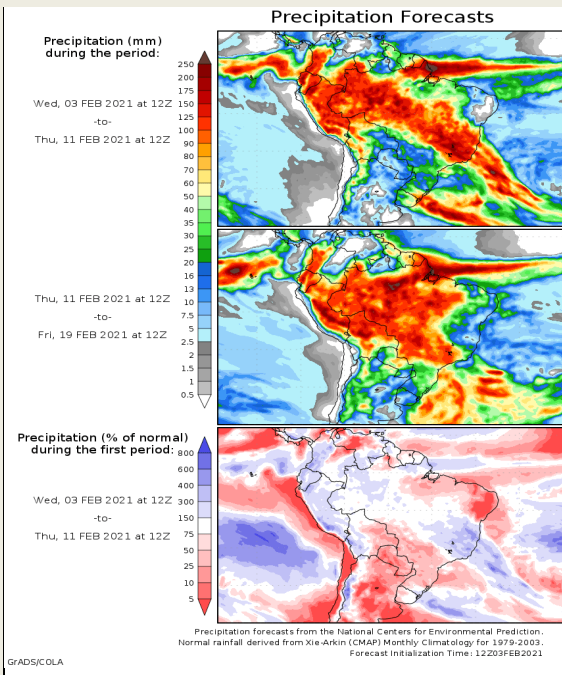 Precipitation Forecasts
Precipitation (mm)
during the period:
Wed, 03 FEB 2021 at 12Z
-to-
Thu, 11 FEB 2021 at 12Z
250
200
175
150
125
100
90
80
70
60
50
40
35
30
25
20
16
13
10
7.5
5
2.5
2
1.5
1
0.5
Thu, 11 FEB 2021 at 12Z
-to-
Fri, 19 FEB 2021 at 12Z
Precipitation (% of normal)
during the first period:
Wed, 03 FEB 2021 at 12Z
-to-
Thu, 11 FEB 2021 at 12Z
800
600
400
300
150
75
50
25
10
5
Precipitation forecasts from the National Centers for Environmental Prediction.
Normal rainfall derived from Xie-Arkin (CMAP) Monthly Climatology for 1979-2003.
Forecast Initialization Time: 12Z03FEB2021
GrADS/COLA